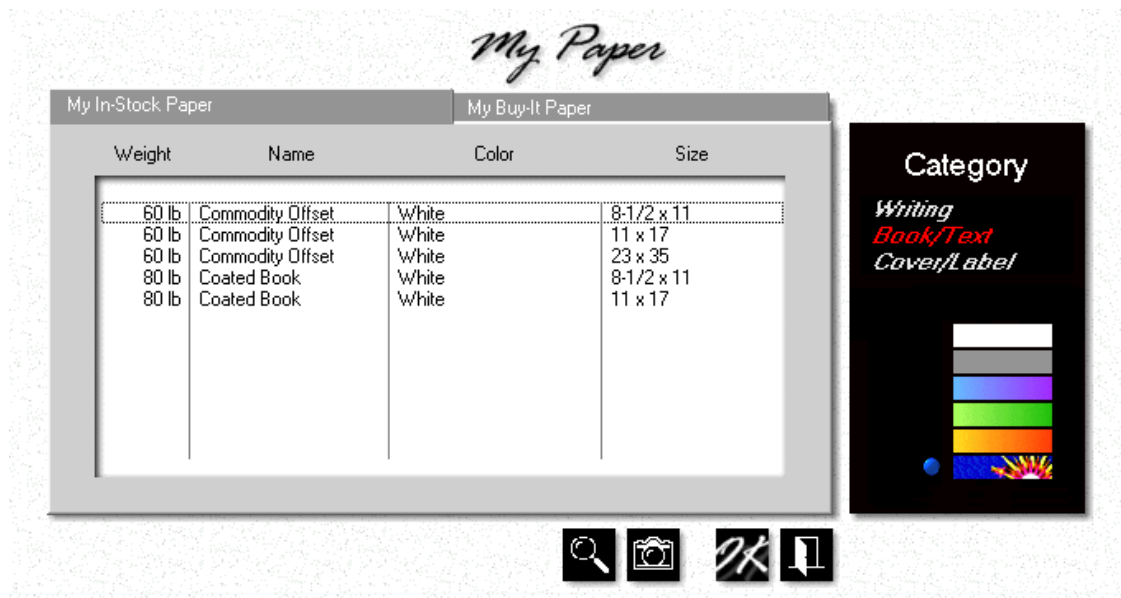 My Paper
My In-Stock Paper My Buy-It Paper
Weight Name Color Size
60 lb Commodity Offset White 8-1/2 x 11
60 lb Commodity Offset White 11 x 17
60 lb Commodity Offset White 23 x 35
80 lb Coated Book White 8-1/2 x 11
80 lb Coated Book White 11 x 17
Category
Writing
Book/Text
Cover/Label
OK